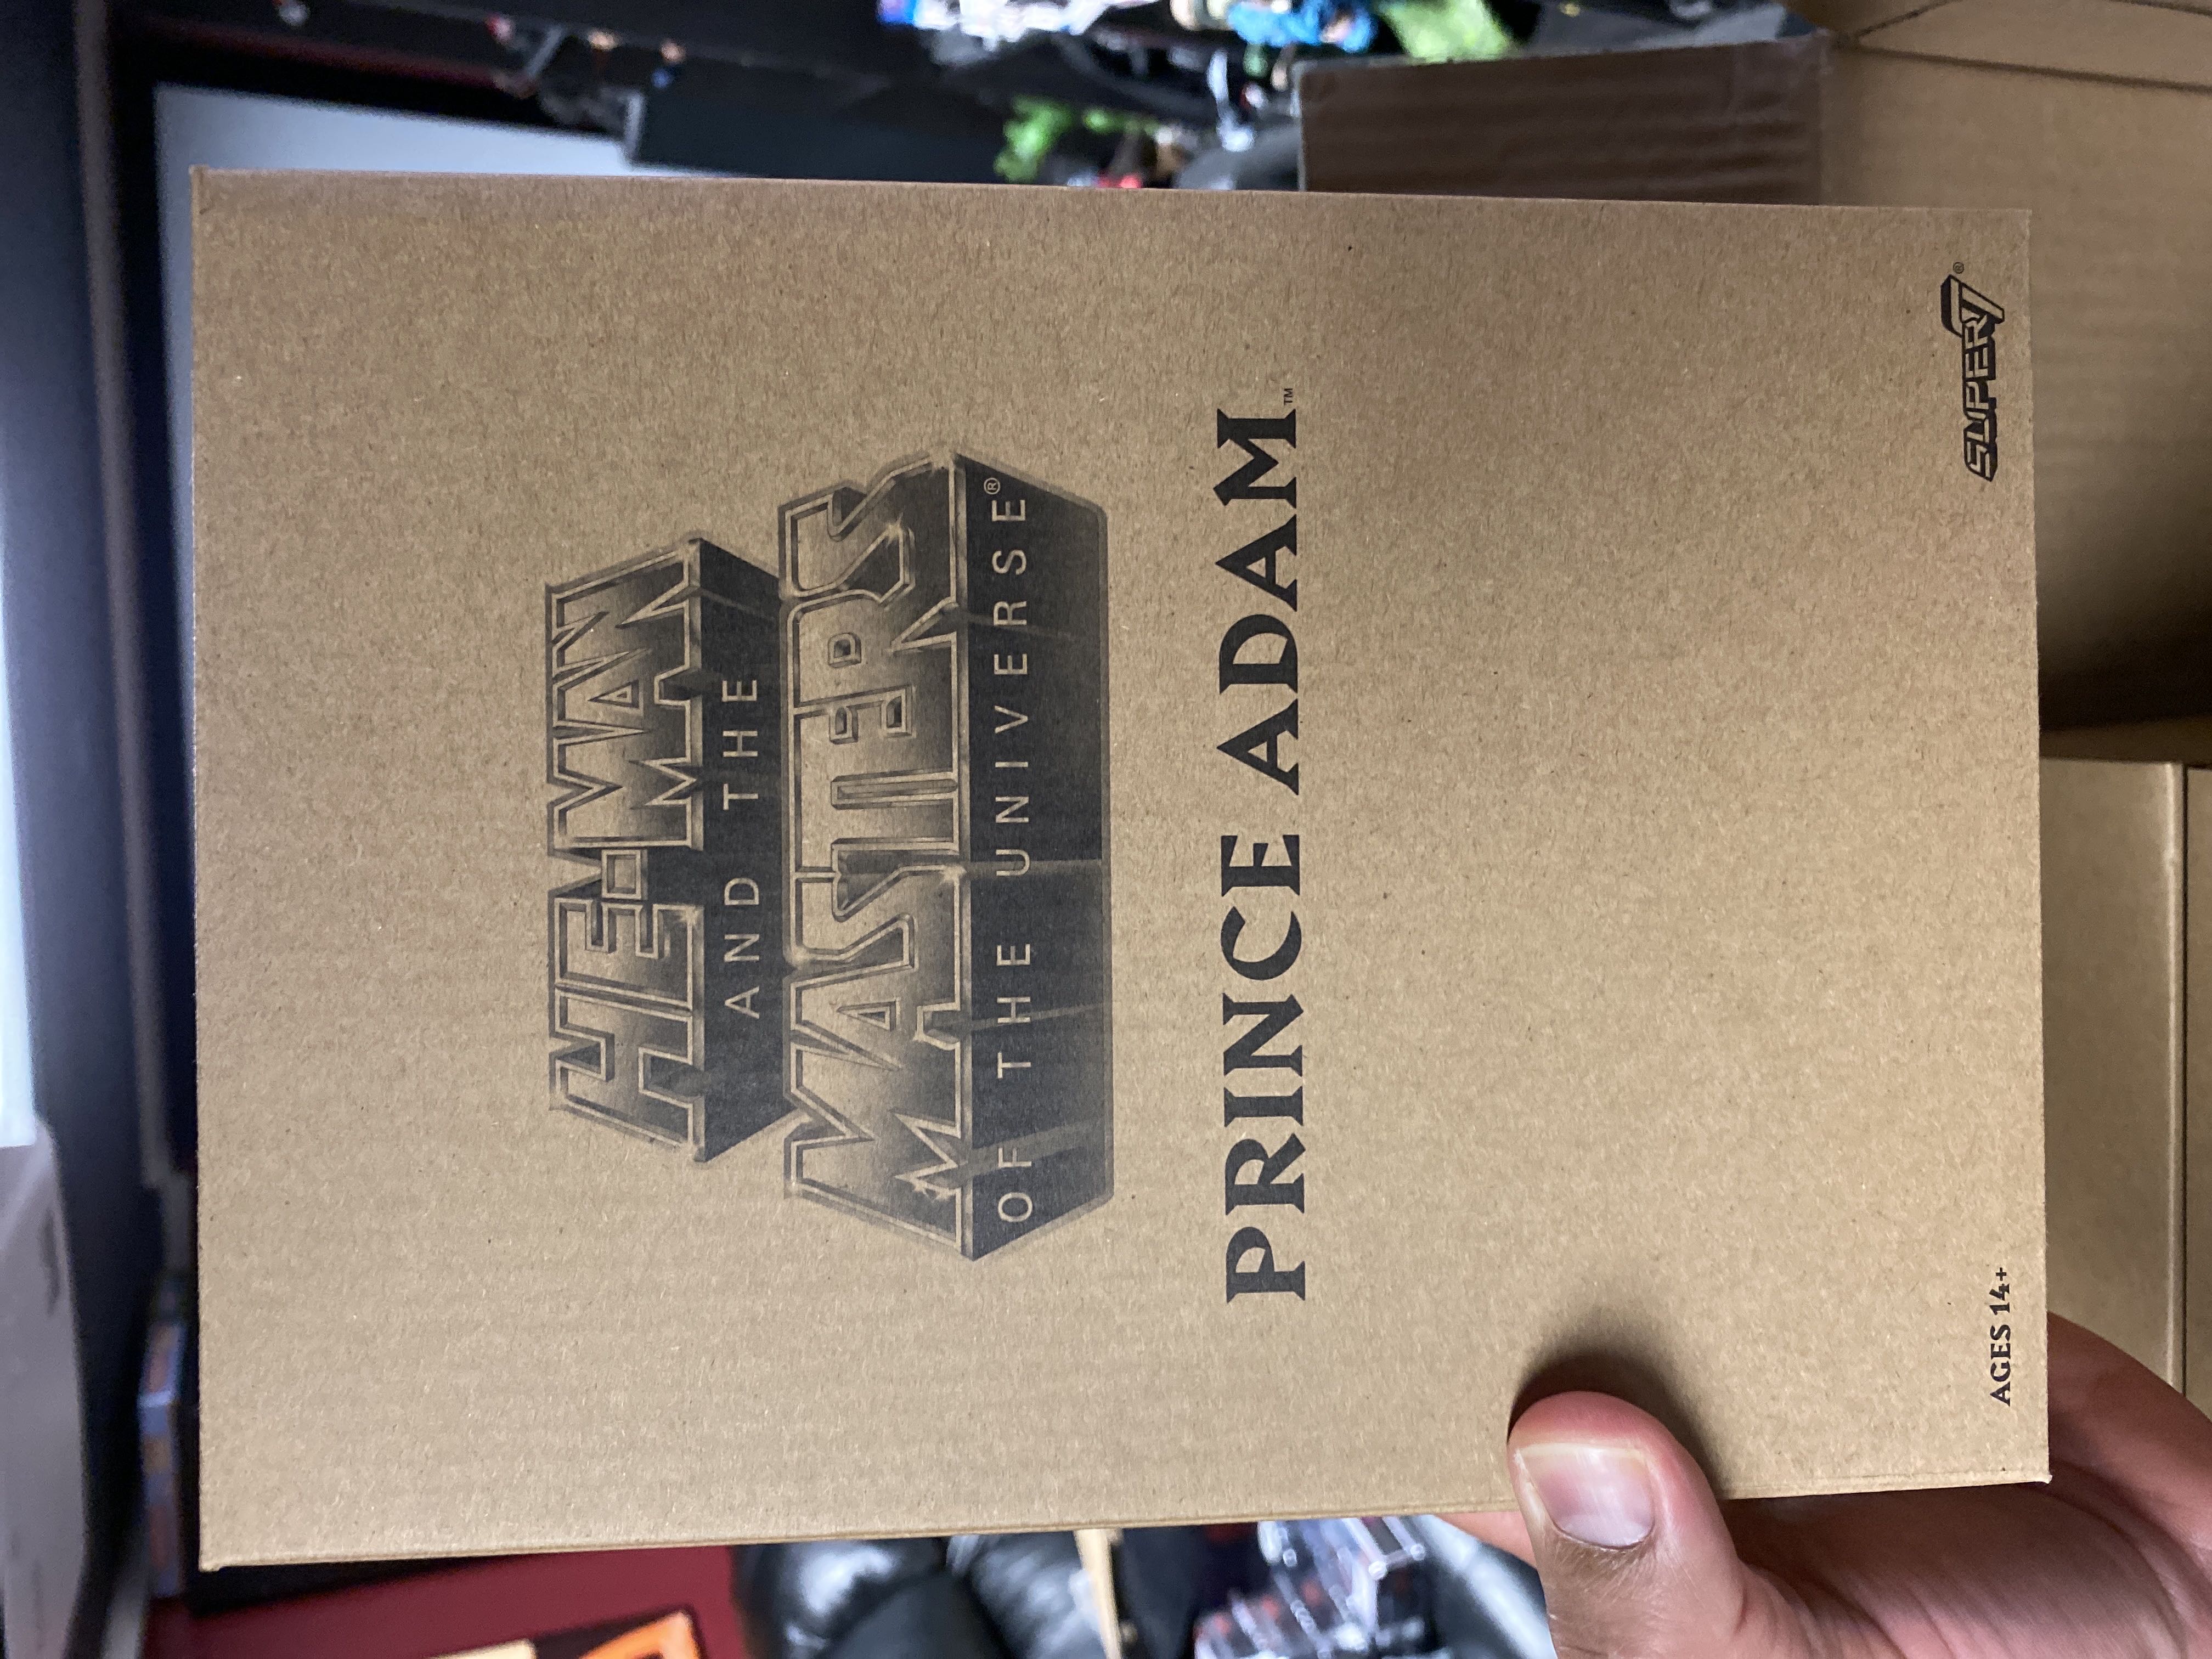 HE-MAN
AND THE
MASTERS
OF THE UNIVERSE®
PRINCE ADAM™
AGES 14+
SUPER7®